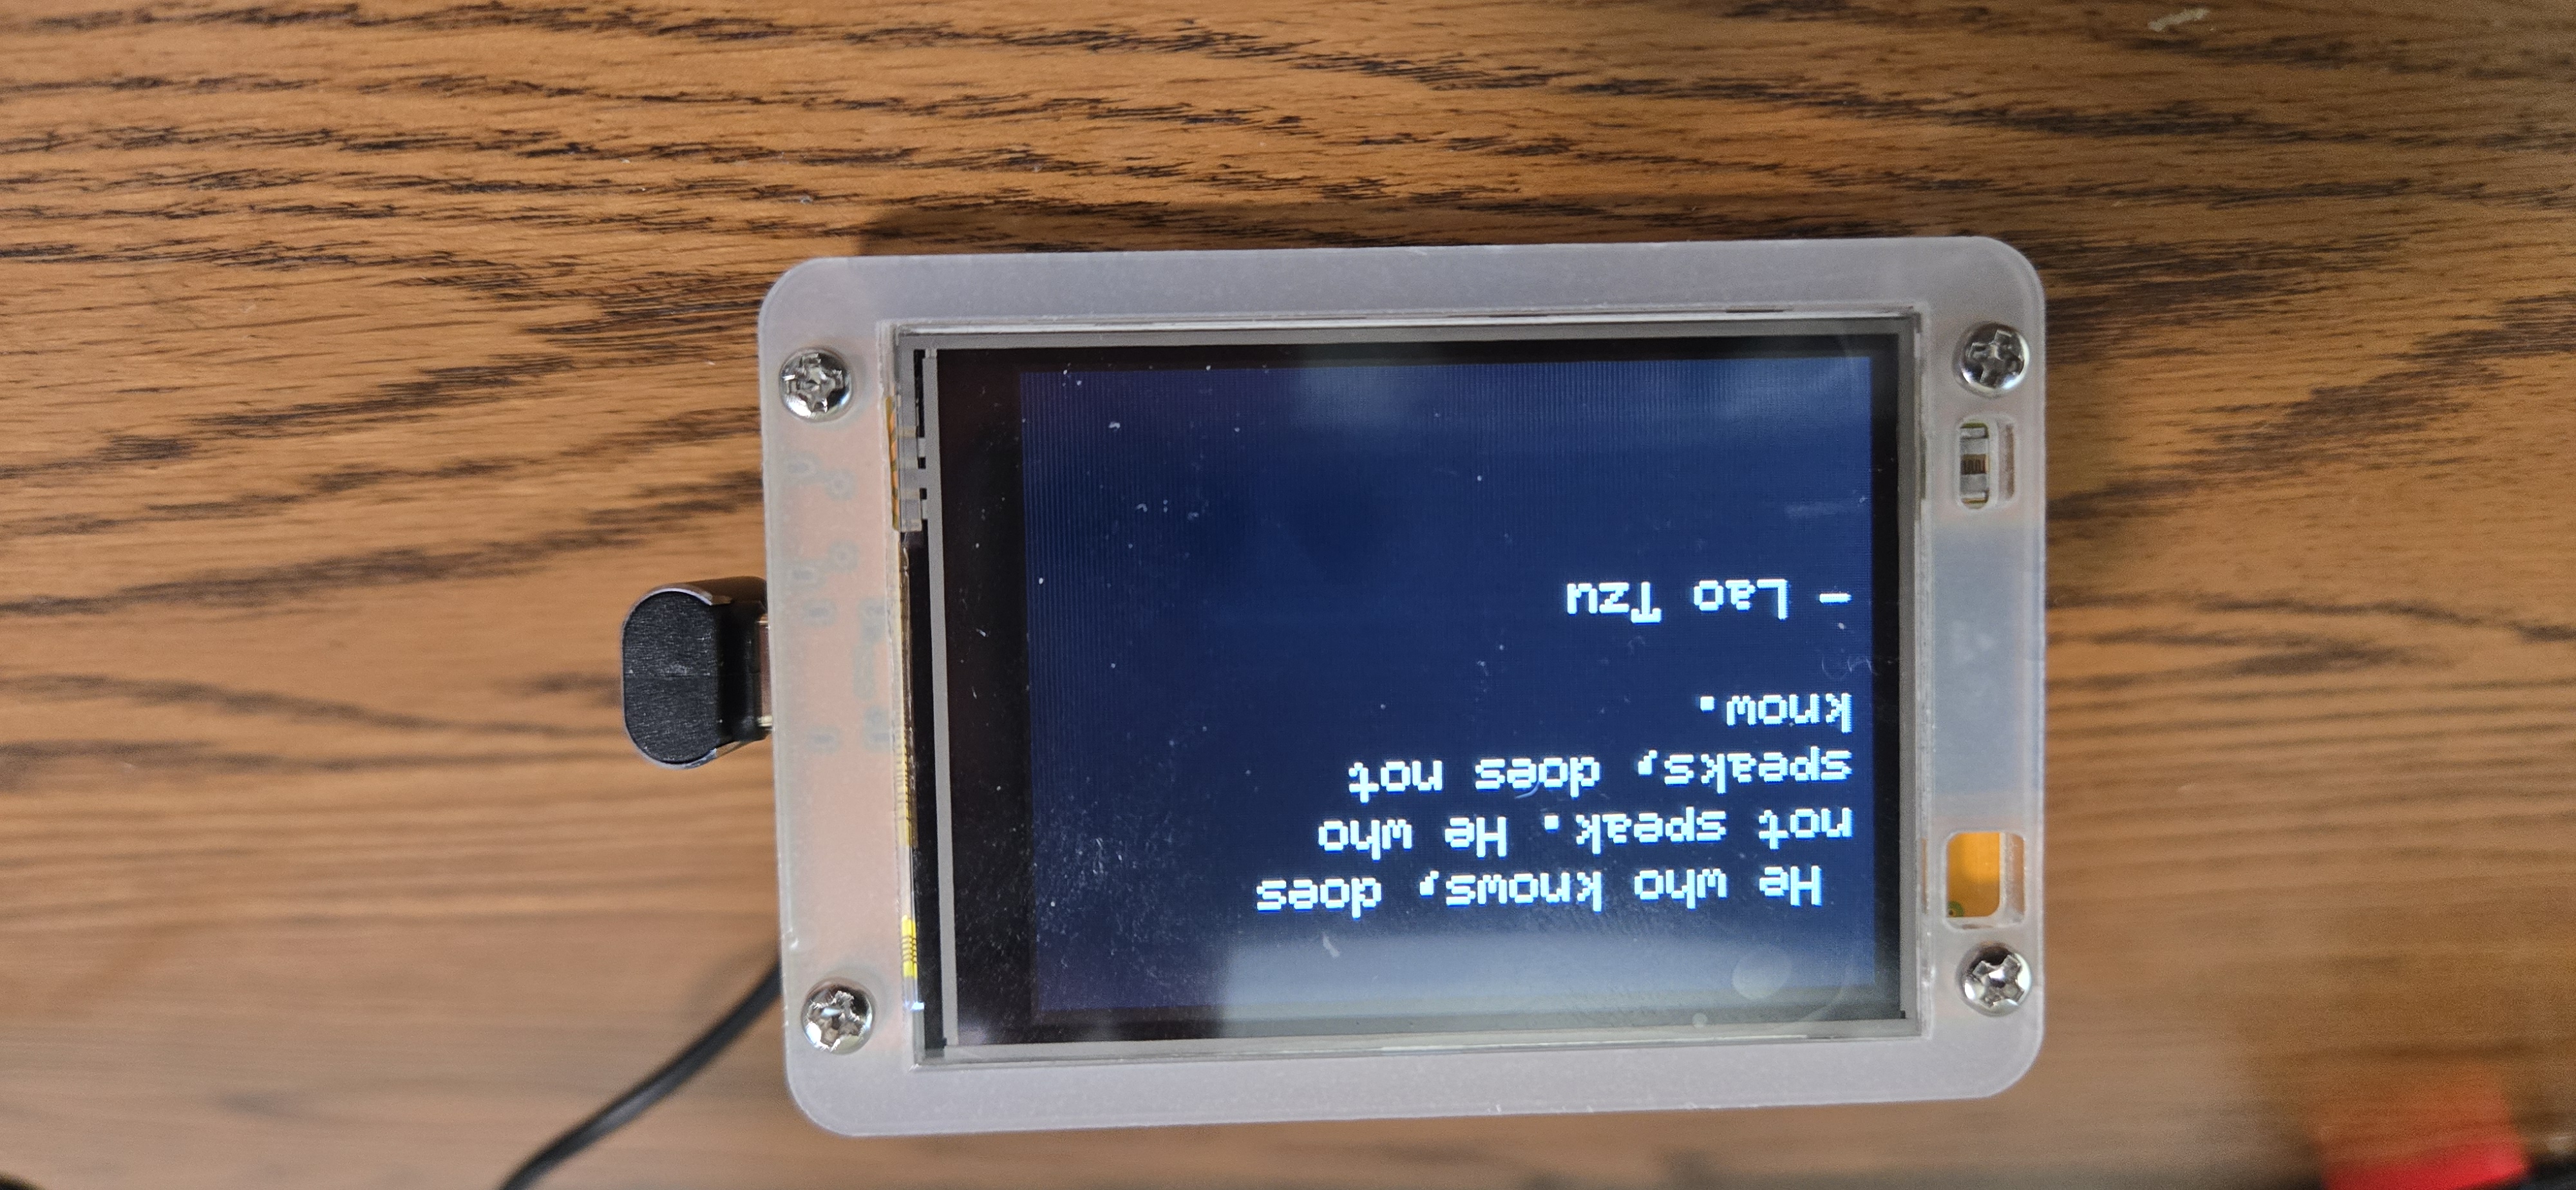 He who knows, does
not speak. He who
speaks, does not
know.
- Lao Tzu